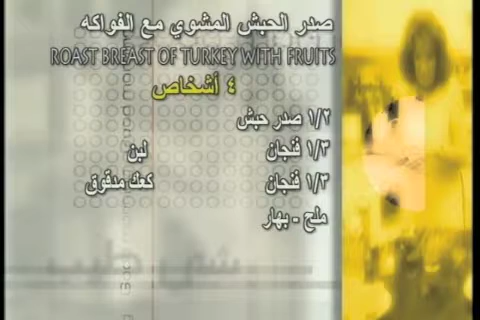 صدر الحبش المشوي مع الفواكه
ROAST BREAST OF TURKEY WITH FRUITS
٤ أشخاص
١/٢ صدر حبش
١/٣ فنجان لبن
١/٣ فنجان كعك مدقوق
ملح - بهار